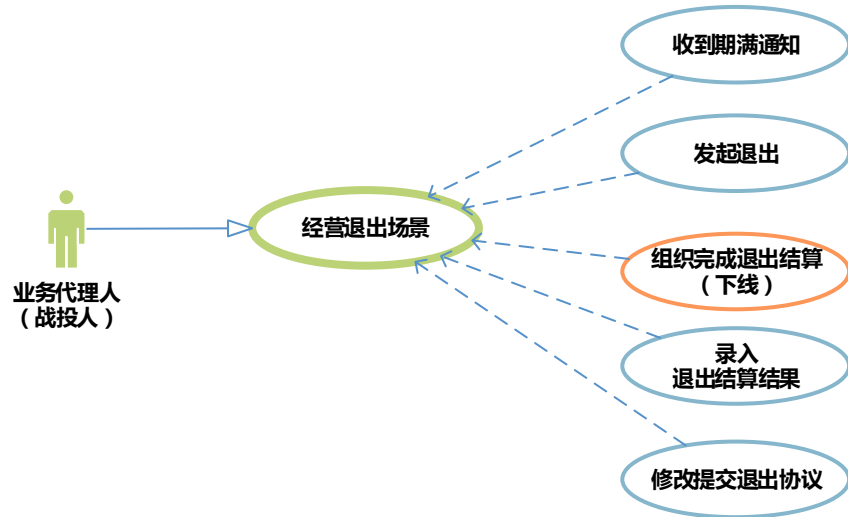 收到期满通知
发起退出
经营退出场景
组织完成退出结算
（下线）
业务代理人
（战投人）
录入
退出结算结果
修改提交退出协议